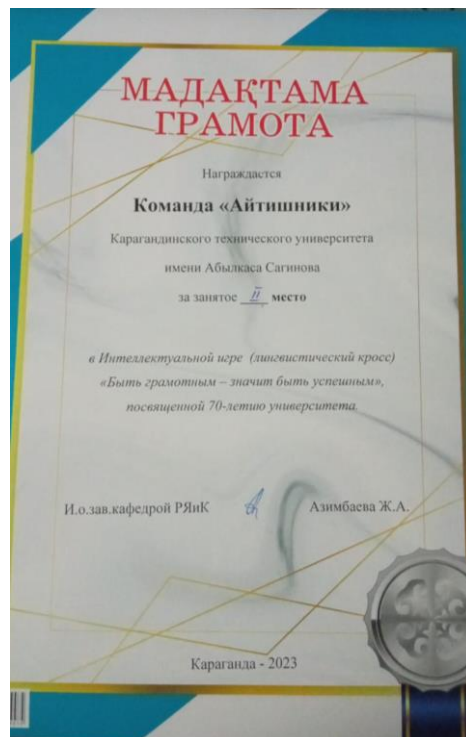 МАДАҚТАМА
ГРАМОТА
Награждается
Команда «Айтишники»
Карагандинского технического университета
имени Абылкаса Сагинова
за занятое II место
в Интеллектуальной игре (лингвистический кросс)
«Быть грамотным – значит быть успешным»,
посвященной 70-летию университета.
И.о.зав.кафедрой РЯиК Азимбаева Ж.А.
Караганда - 2023